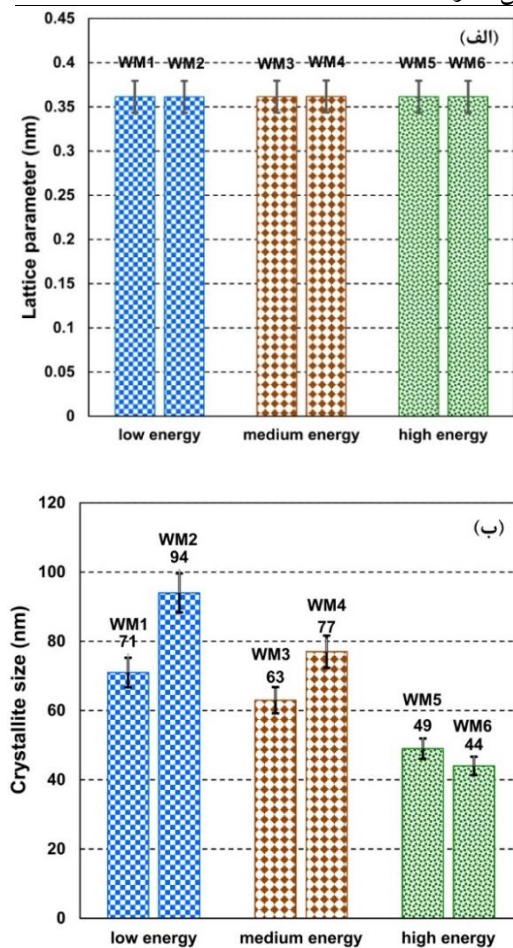 (الف)
0.45
0.4
0.35
0.3
0.25
0.2
0.15
0.1
0.05
0
Lattice parameter (nm)
WM1 WM2 WM3 WM4 WM5 WM6
low energy medium energy high energy
(ب)
120
100
80
60
40
20
0
Crystallite size (nm)
WM1
71
WM2
94
WM3
63
WM4
77
WM5
49
WM6
44
low energy medium energy high energy